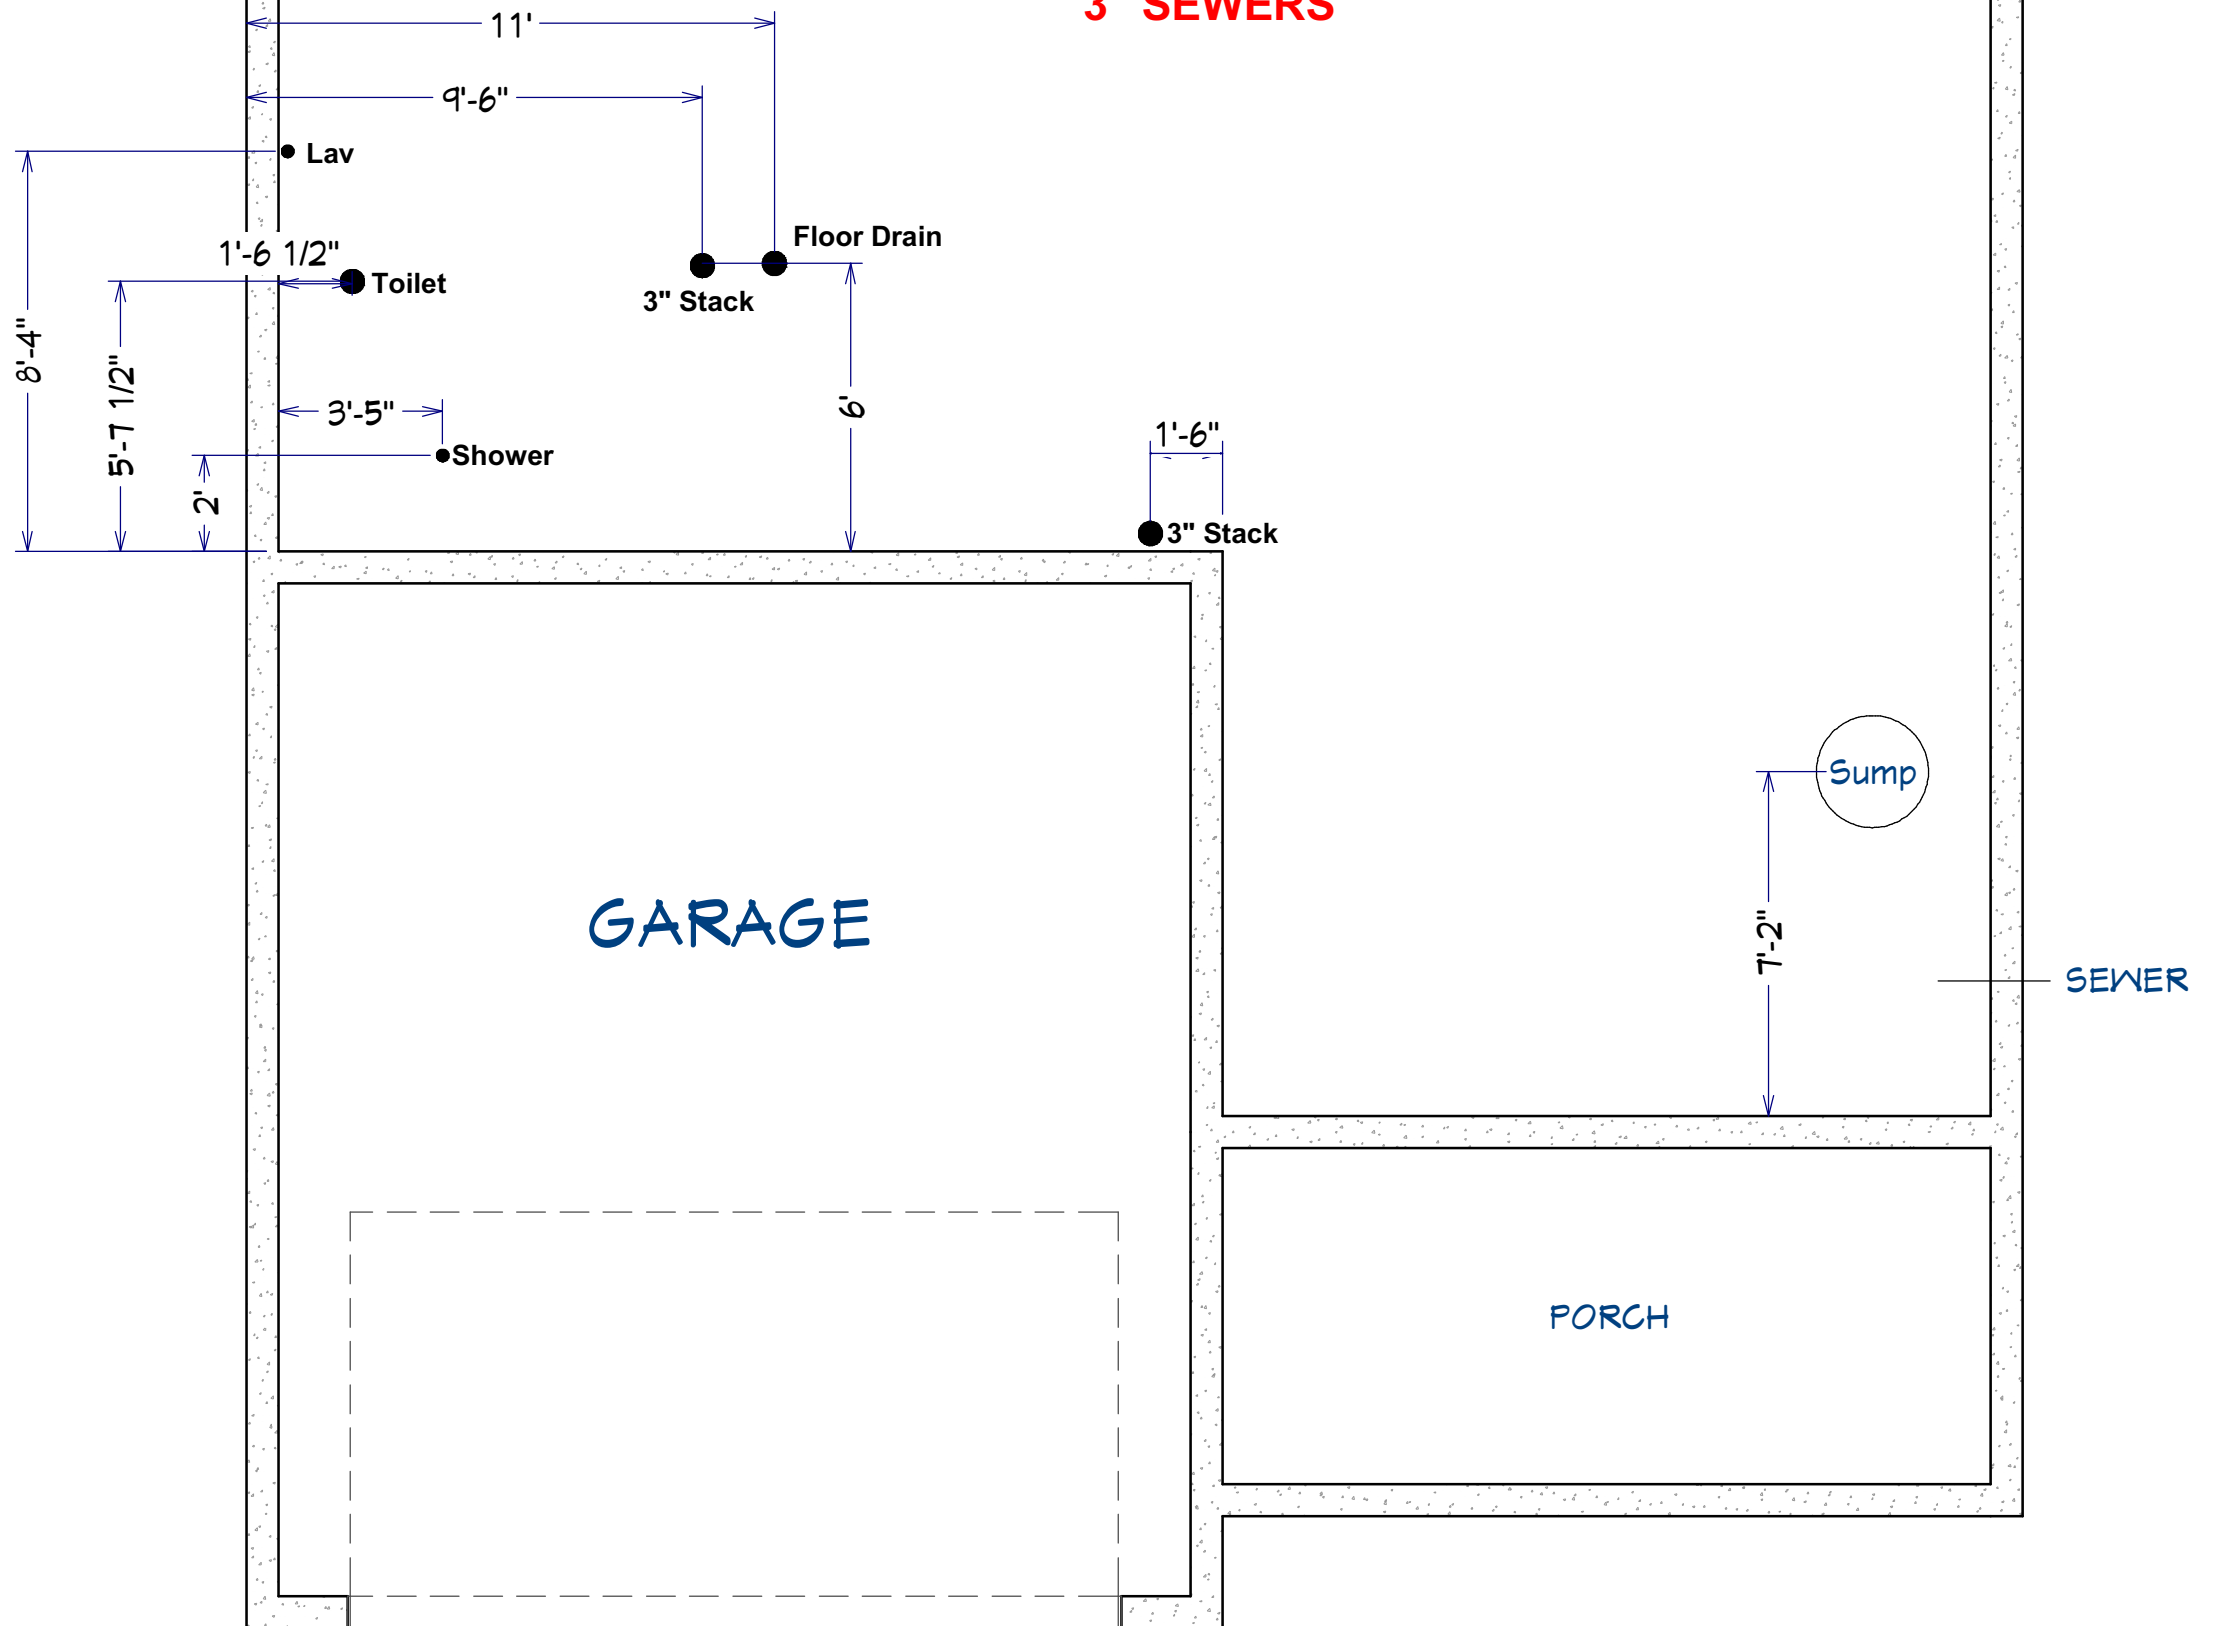 3" SEWERS
11'
9'-6"
Lav
Floor Drain
1'-6 1/2"
Toilet
3" Stack
8'-4"
5'-7 1/2"
3'-5"
6'
1'-6"
Shower
2'
3" Stack
Sump
GARAGE
7'-2"
SEWER
PORCH